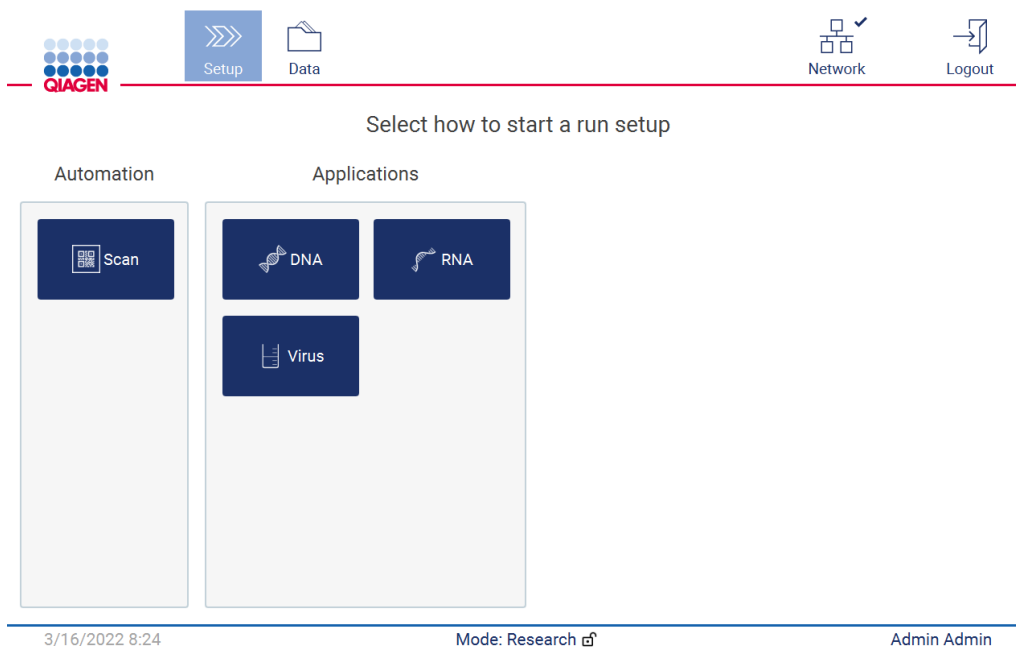 Setup
Data
Network
Logout
QIAGEN
Select how to start a run setup
Automation
Applications
Scan
DNA
RNA
Virus
3/16/2022 8:24
Mode: Research
Admin Admin